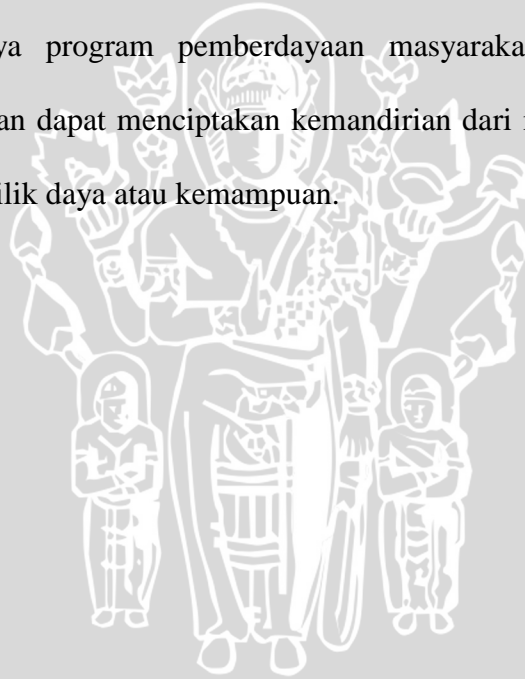 ya program pemberdayaan masyaraka
an dapat menciptakan kemandirian dari
ilik daya atau kemampuan.